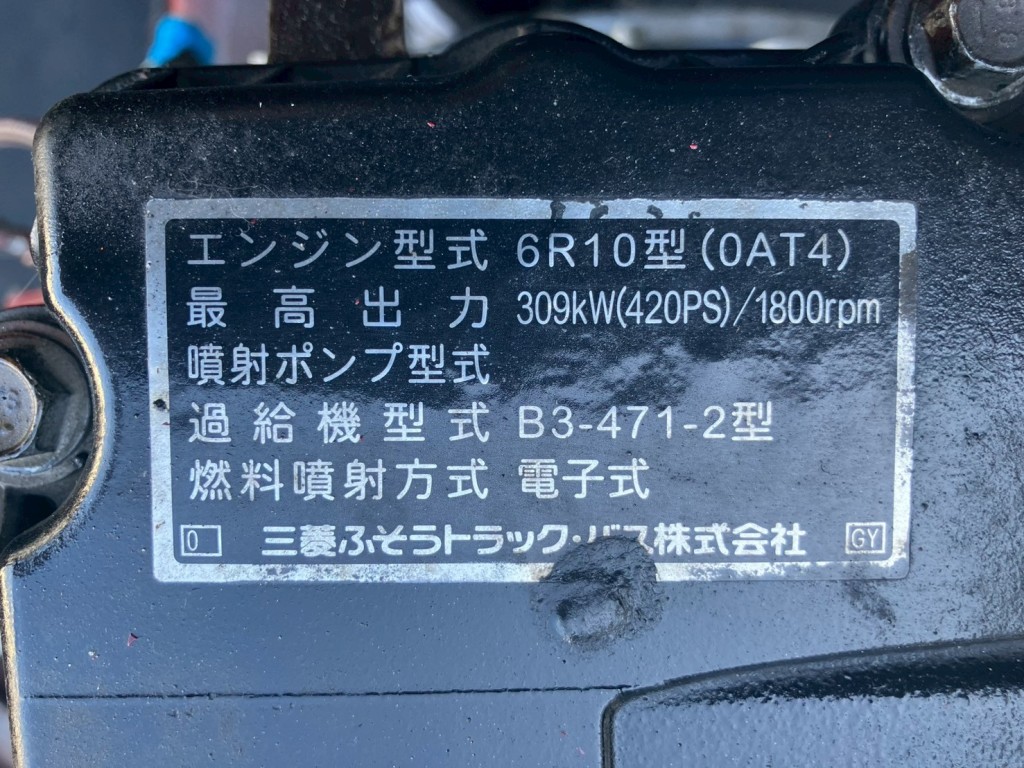 エンジン型式 6R10型(0AT4)
最高出力 309kW(420PS)/1800rpm
噴射ポンプ型式
過給機型式 B3-471-2型
燃料噴射方式 電子式
0 三菱ふそうトラック・バス株式会社 GY